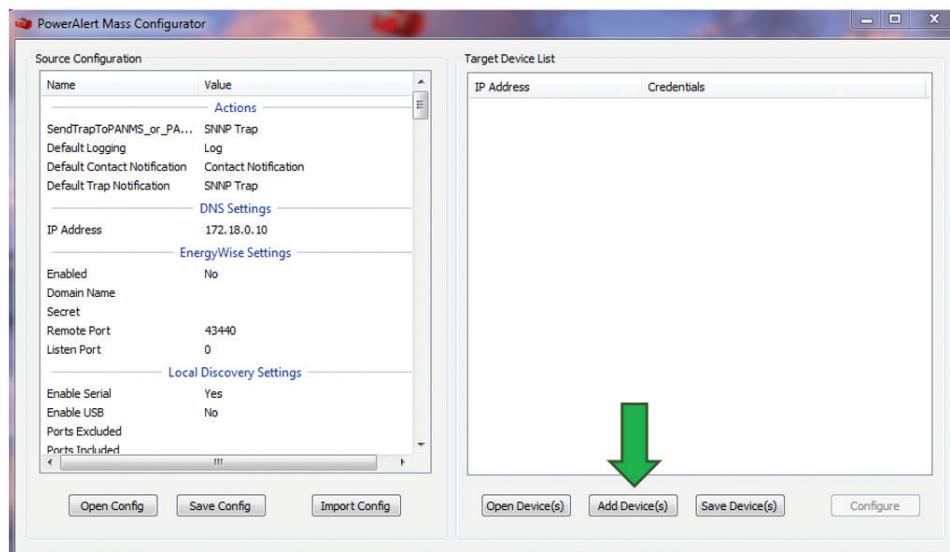 PowerAlert Mass Configurator
Source Configuration
Name Value
Actions
SendTrapToPANMS_or_PA... SNNP Trap
Default Logging Log
Default Contact Notification Contact Notification
Default Trap Notification SNNP Trap
DNS Settings
IP Address 172.18.0.10
EnergyWise Settings
Enabled No
Domain Name
Secret
Remote Port 43440
Listen Port 0
Local Discovery Settings
Enable Serial Yes
Enable USB No
Ports Excluded
Ports Included
Open Config Save Config Import Config
Target Device List
IP Address Credentials
Open Device(s) Add Device(s) Save Device(s) Configure